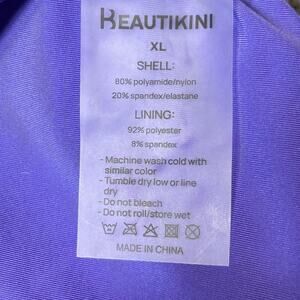 BEAUTIKINI
XL
SHELL:
80% polyamide/nylon
20% spandex/elastane
LINING:
92% polyester
8% spandex
- Machine wash cold with
similar color
- Tumble dry low or line
dry
- Do not bleach
- Do not roll/store wet
MADE IN CHINA